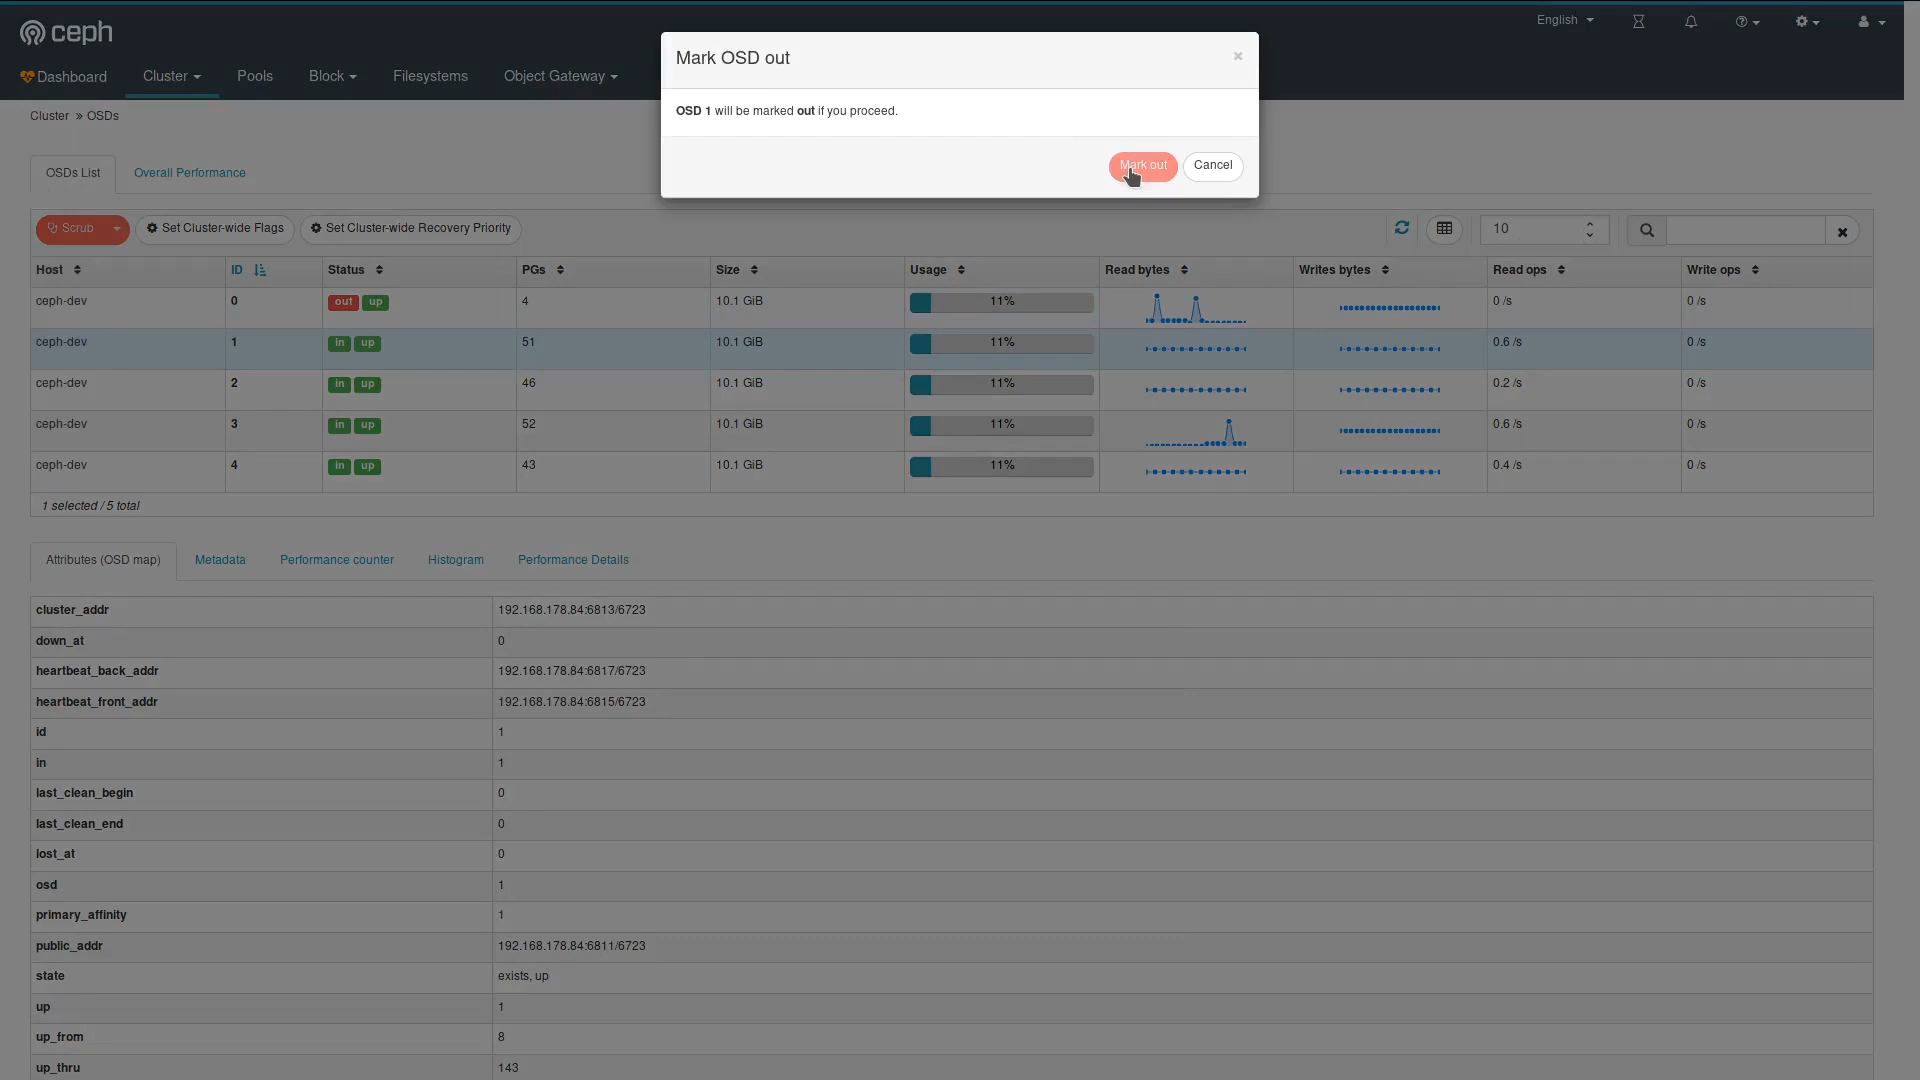 ceph
English
Dashboard
Cluster
Pools
Block
Filesystems
Object Gateway
Mark OSD out
×
OSD 1 will be marked out if you proceed.
Mark out
Cancel
Cluster » OSDs
OSDs List
Overall Performance
Scrub
Set Cluster-wide Flags
Set Cluster-wide Recovery Priority
10
Host ID Status PGs Size Usage Read bytes Writes bytes Read ops Write ops
ceph-dev 0 out up 4 10.1 GiB 11% 0 /s 0 /s
ceph-dev 1 in up 51 10.1 GiB 11% 0.6 /s 0 /s
ceph-dev 2 in up 46 10.1 GiB 11% 0.2 /s 0 /s
ceph-dev 3 in up 52 10.1 GiB 11% 0.6 /s 0 /s
ceph-dev 4 in up 43 10.1 GiB 11% 0.4 /s 0 /s
1 selected / 5 total
Attributes (OSD map)
Metadata
Performance counter
Histogram
Performance Details
cluster_addr 192.168.178.84:6813/6723
down_at 0
heartbeat_back_addr 192.168.178.84:6817/6723
heartbeat_front_addr 192.168.178.84:6815/6723
id 1
in 1
last_clean_begin 0
last_clean_end 0
lost_at 0
osd 1
primary_affinity 1
public_addr 192.168.178.84:6811/6723
state exists, up
up 1
up_from 8
up_thru 143